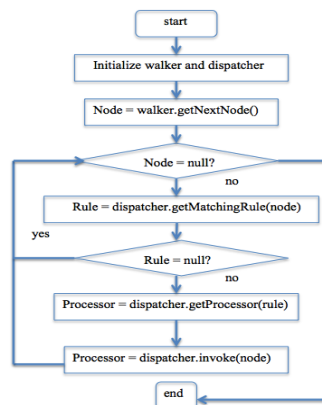 start
Initialize walker and dispatcher
Node = walker.getNextNode()
Node = null?
no
Rule = dispatcher.getMatchingRule(node)
yes
Rule = null?
no
Processor = dispatcher.getProcessor(rule)
Processor = dispatcher.invoke(node)
end